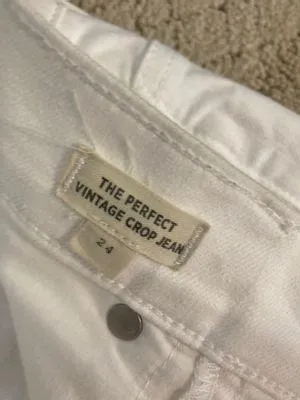 THE PERFECT
VINTAGE CROP JEAN
24